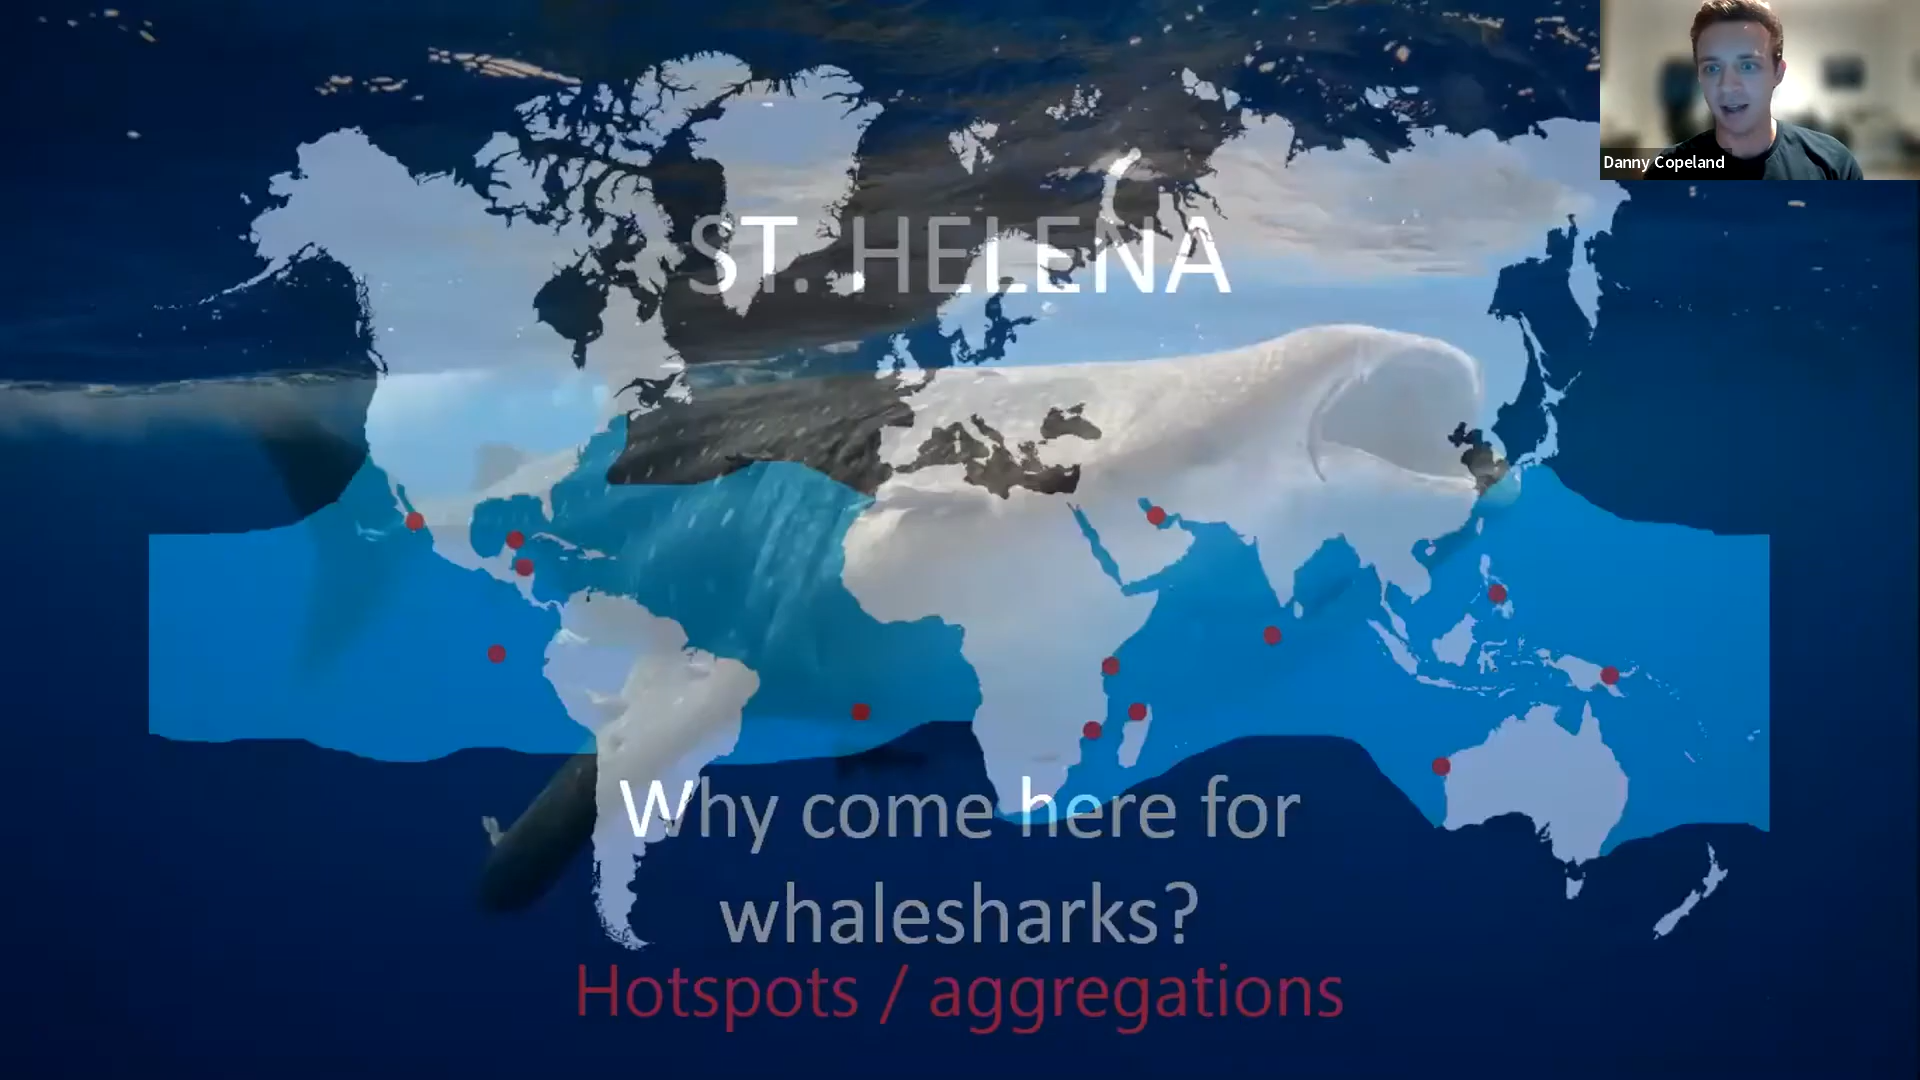 Danny Copeland
ST. HELENA
Why come here for
whalesharks?
Hotspots / aggregations